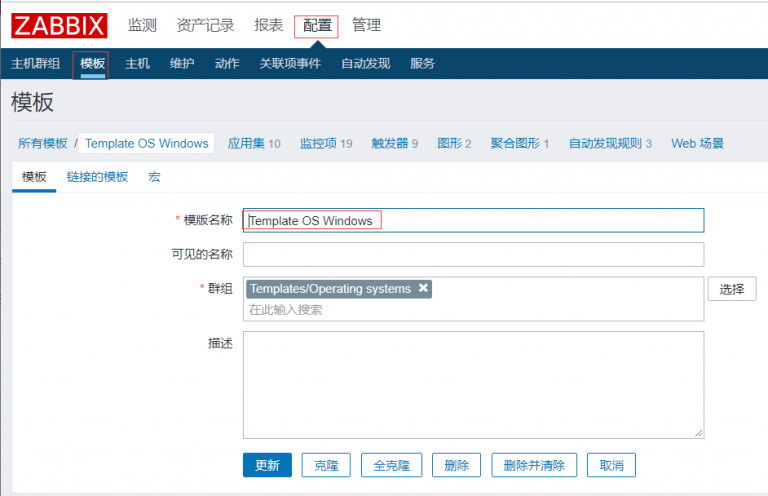 ZABBIX 监测 资产记录 报表 配置 管理
主机群组 模板 主机 维护 动作 关联项事件 自动发现 服务
模板
所有模板 / Template OS Windows 应用集 10 监控项 19 触发器 9 图形 2 聚合图形 1 自动发现规则 3 Web 场景
模板 链接的模板 宏
* 模版名称 Template OS Windows
可见的名称
* 群组 Templates/Operating systems ✖ 选择
在此输入搜索
描述
更新 克隆 全克隆 删除 删除并清除 取消